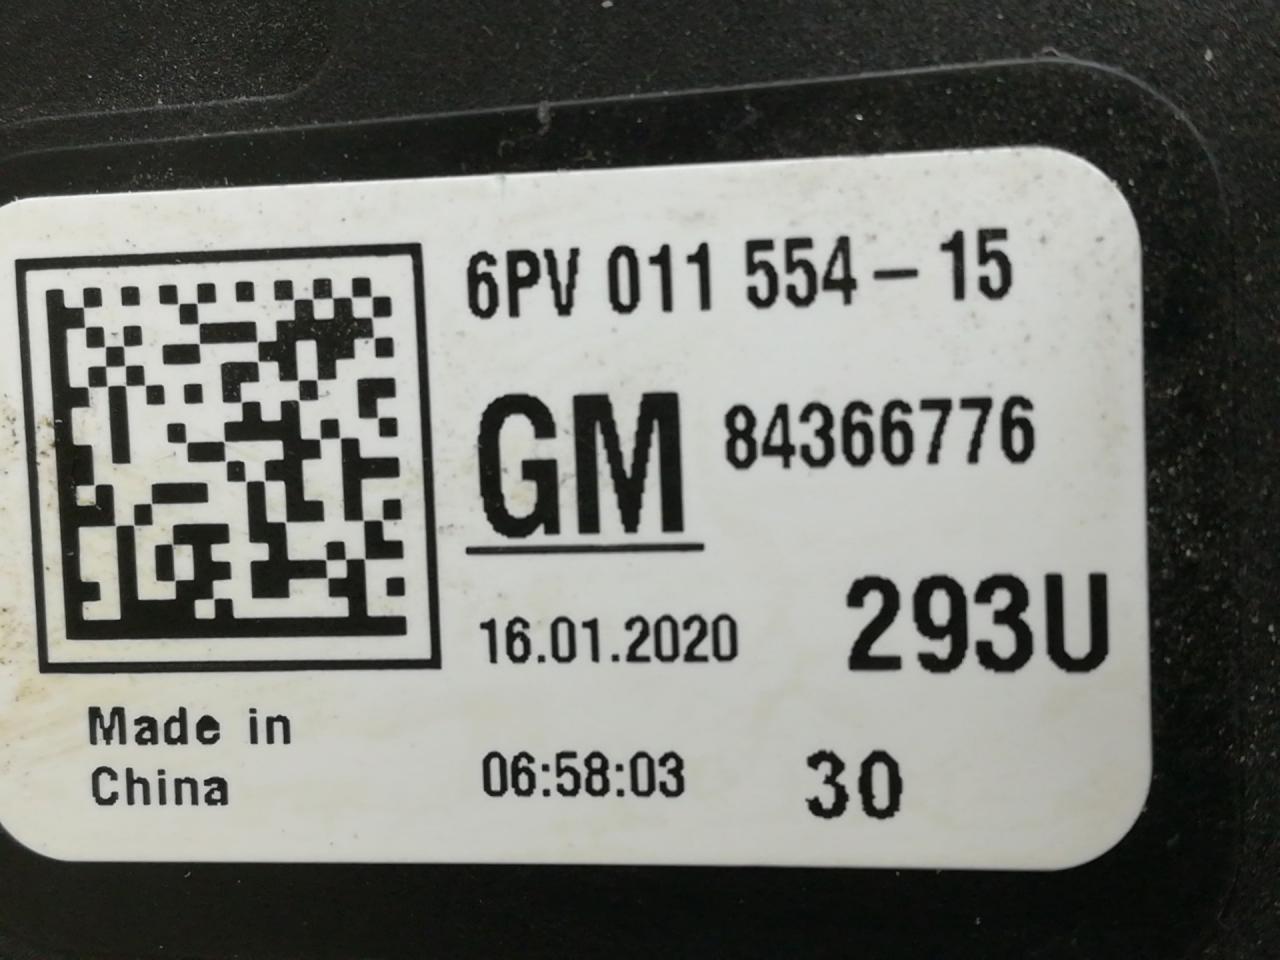 6PV 011 554-15
GM 84366776
16.01.2020 293U
Made in
China
06:58:03 30